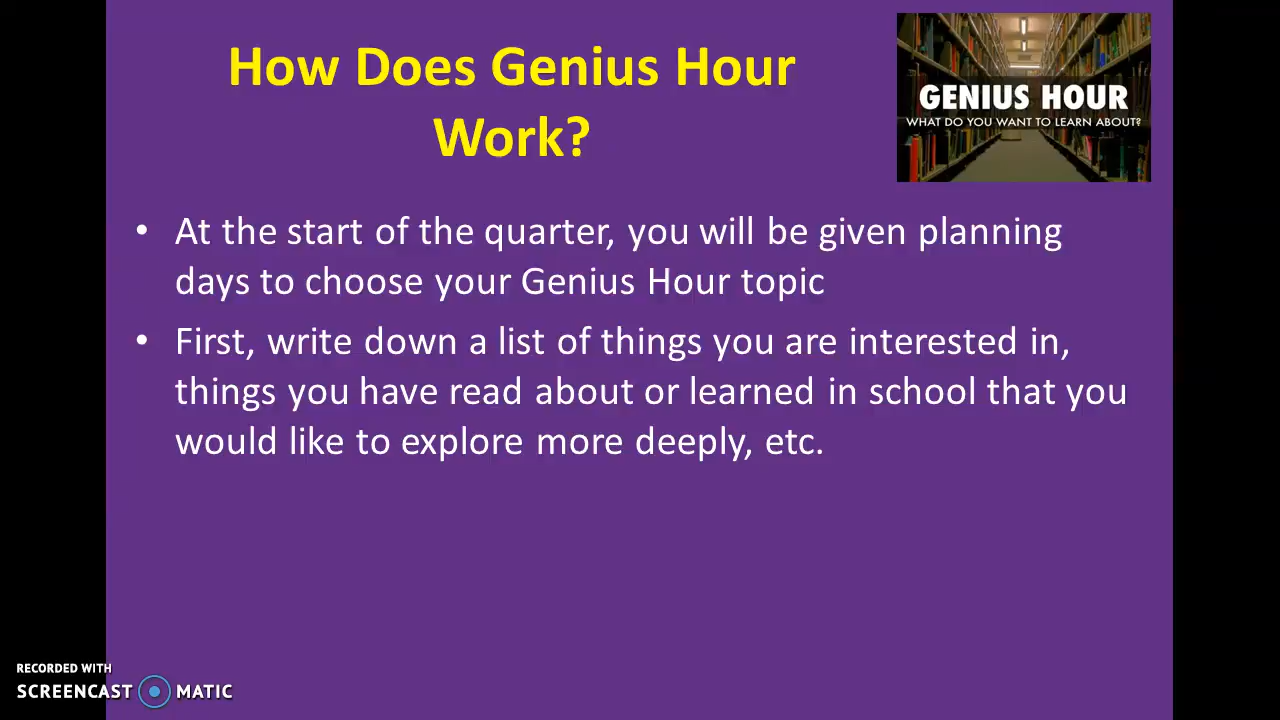 How Does Genius Hour
Work?
GENIUS HOUR
WHAT DO YOU WANT TO LEARN ABOUT?
• At the start of the quarter, you will be given planning
days to choose your Genius Hour topic
• First, write down a list of things you are interested in,
things you have read about or learned in school that you
would like to explore more deeply, etc.
RECORDED WITH
SCREENCAST MATIC